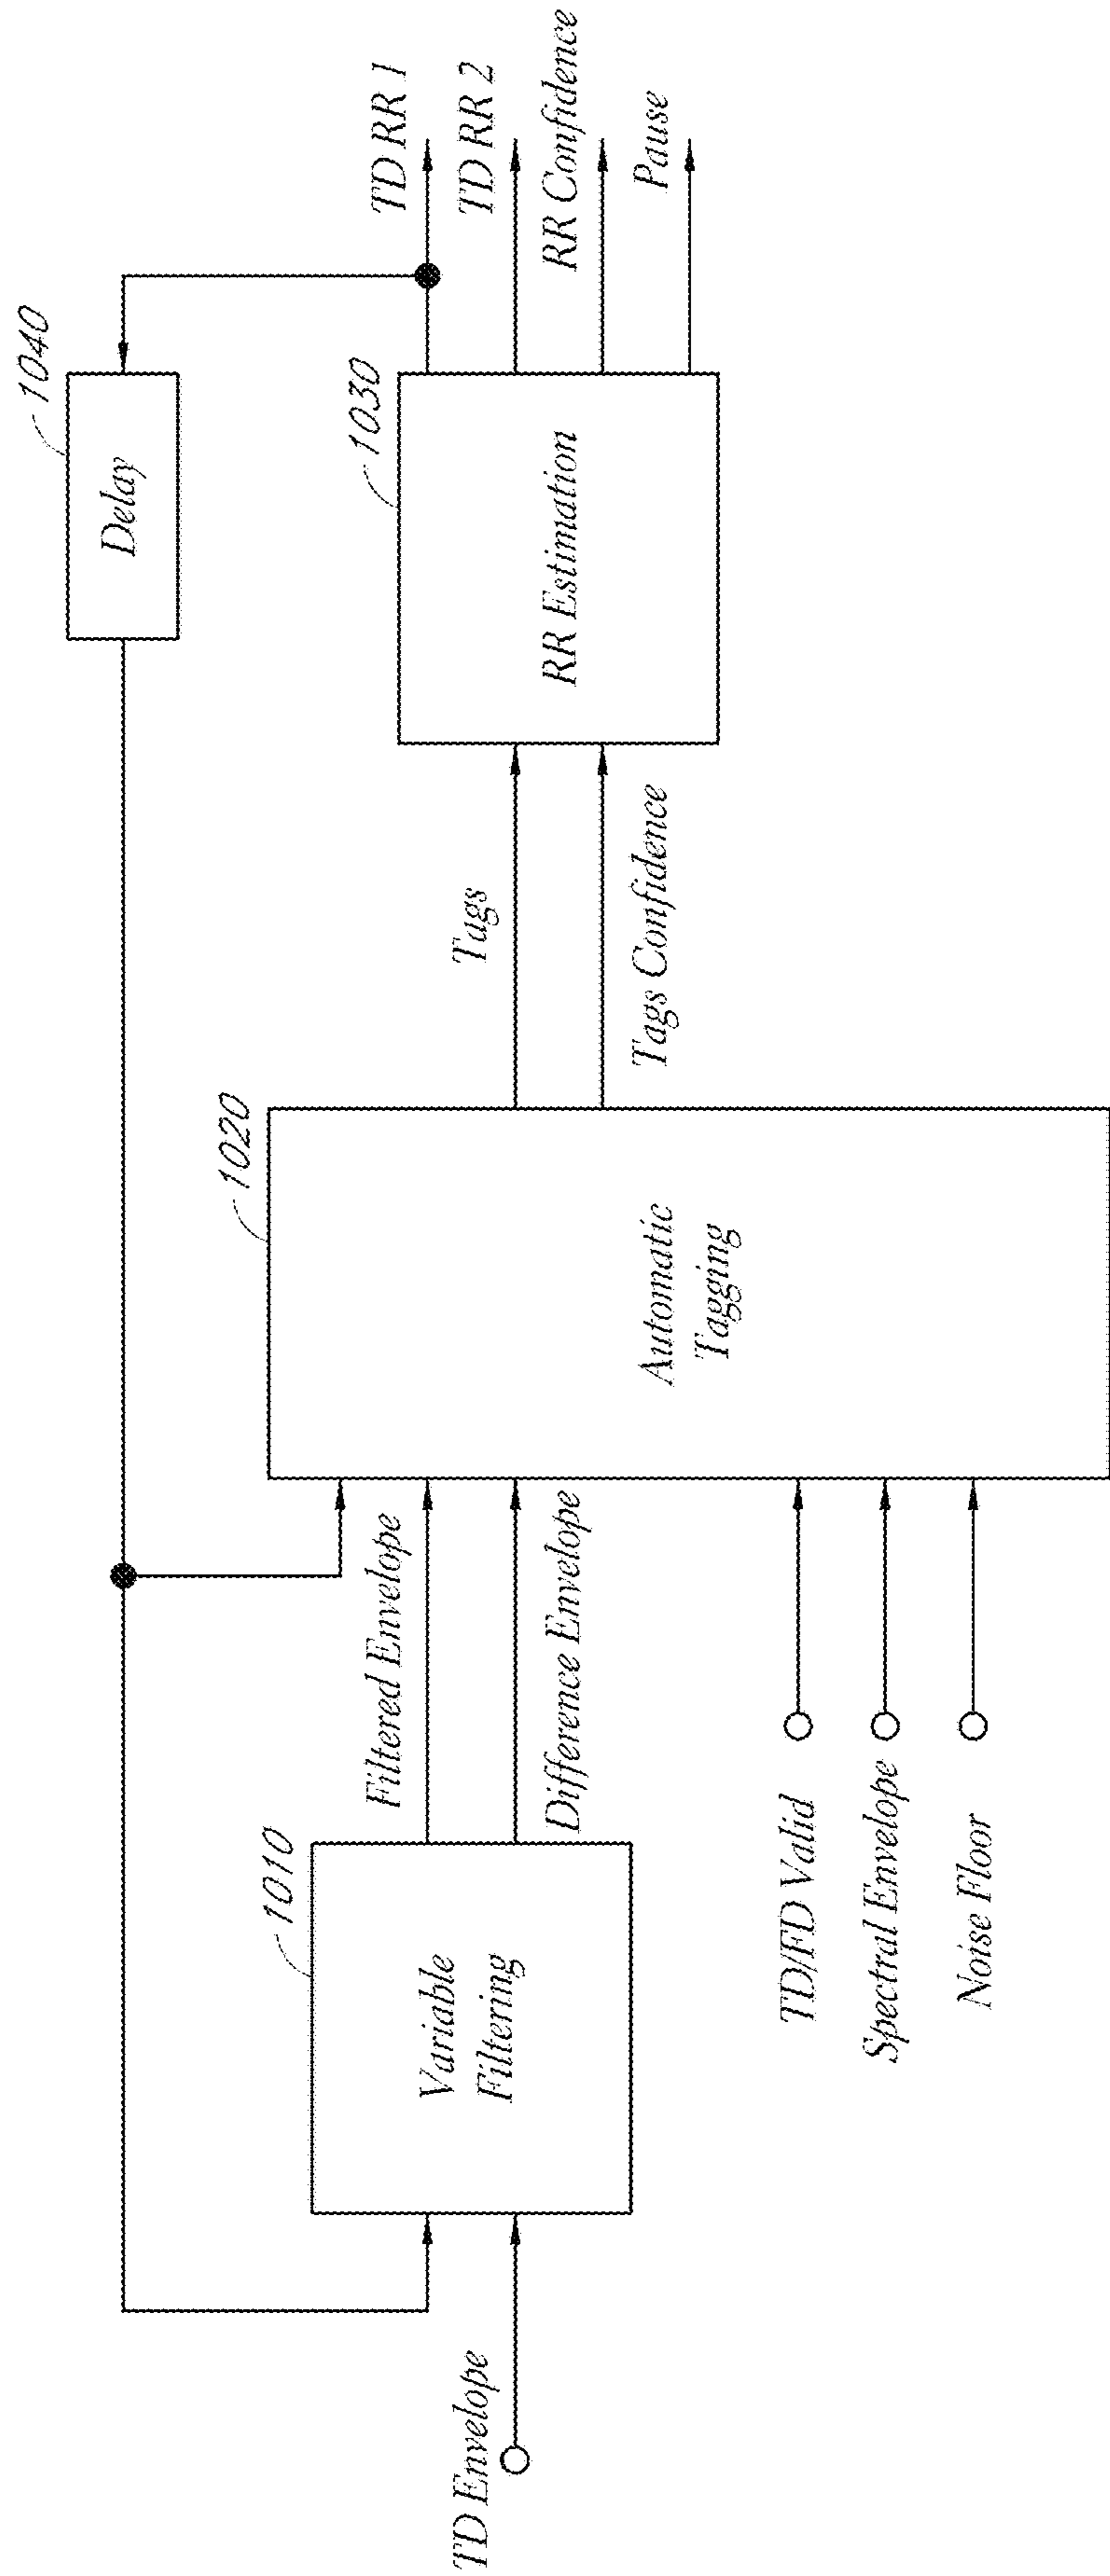 1040
Delay
TD Envelope
1010
Variable
Filtering
Filtered Envelope
Difference Envelope
TD/FD Valid
Spectral Envelope
Noise Floor
1020
Automatic
Tagging
Tags
Tags Confidence
1030
RR Estimation
TD RR 1
TD RR 2
RR Confidence
Pause